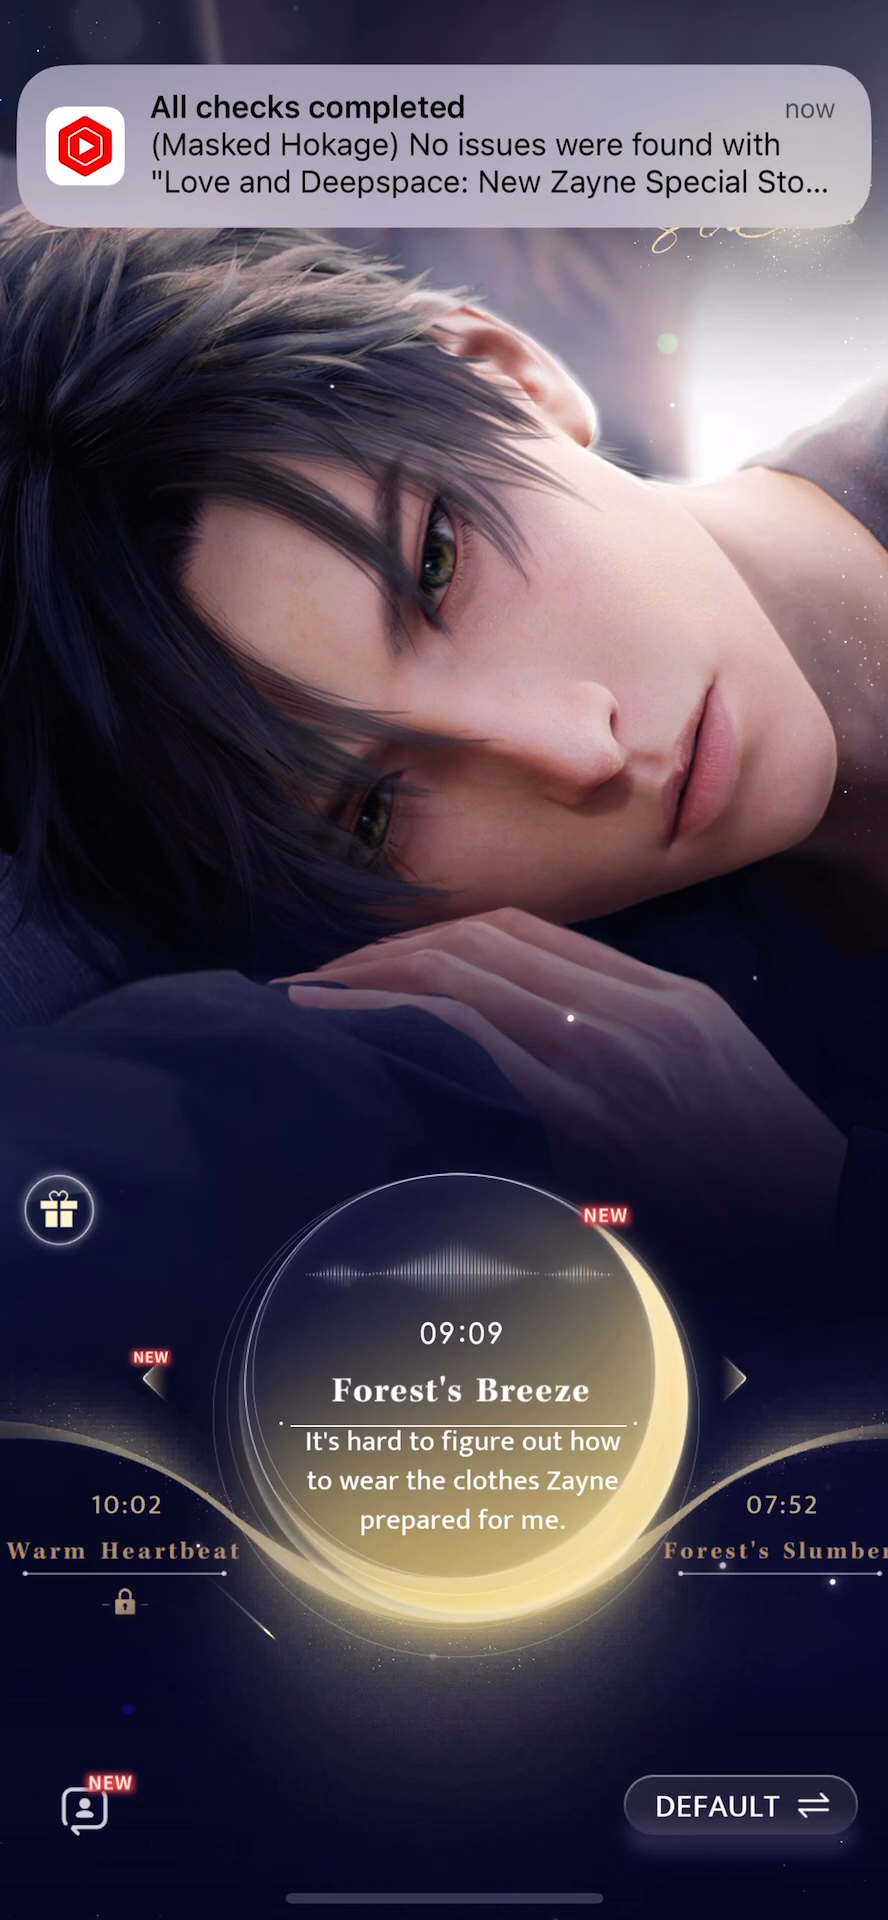 All checks completed
now
(Masked Hokage) No issues were found with
"Love and Deepspace: New Zayne Special Sto...
NEW
09:09
Forest's Breeze
It's hard to figure out how
to wear the clothes Zayne
prepared for me.
NEW
10:02
Warm Heartbeat
07:52
Forest's Slumber
NEW
DEFAULT